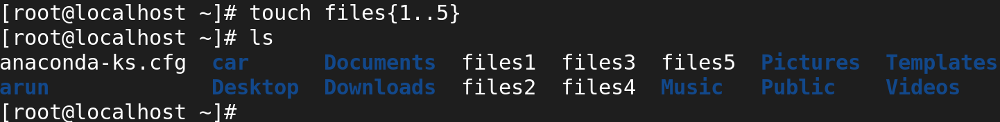 [root@localhost ~]# touch files{1..5}
[root@localhost ~]# ls
anaconda-ks.cfg  car      Documents  files1  files3  files5  Pictures  Templates
arun             Desktop  Downloads  files2  files4  Music   Public    Videos
[root@localhost ~]#